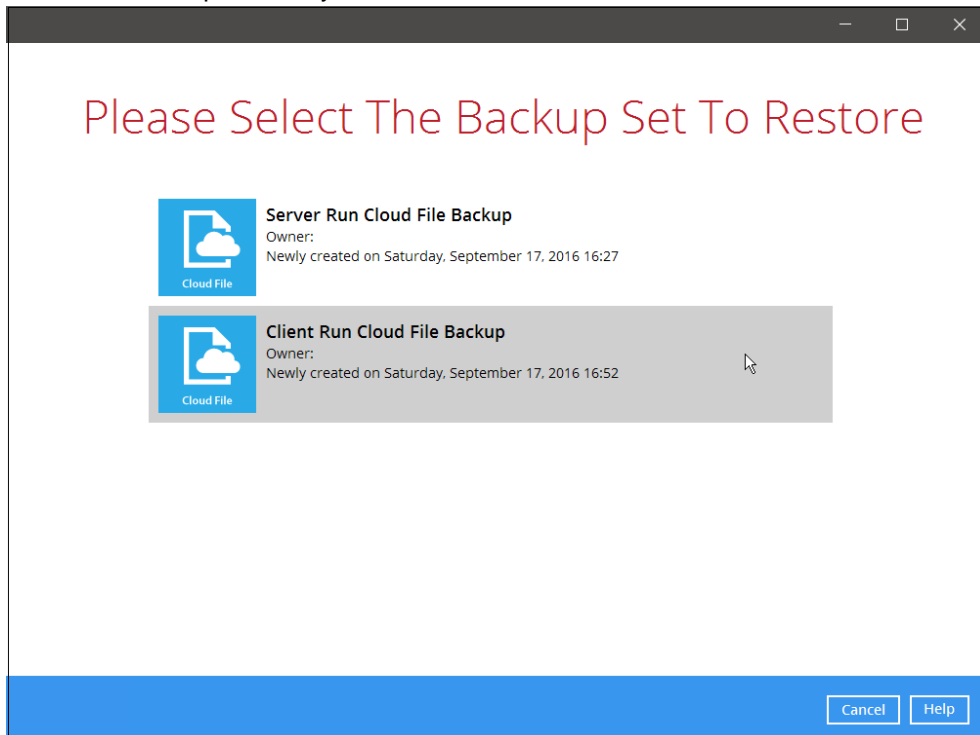 Please Select The Backup Set To Restore
Server Run Cloud File Backup
Owner:
Newly created on Saturday, September 17, 2016 16:27
Cloud File
Client Run Cloud File Backup
Owner:
Newly created on Saturday, September 17, 2016 16:52
Cloud File
Cancel
Help